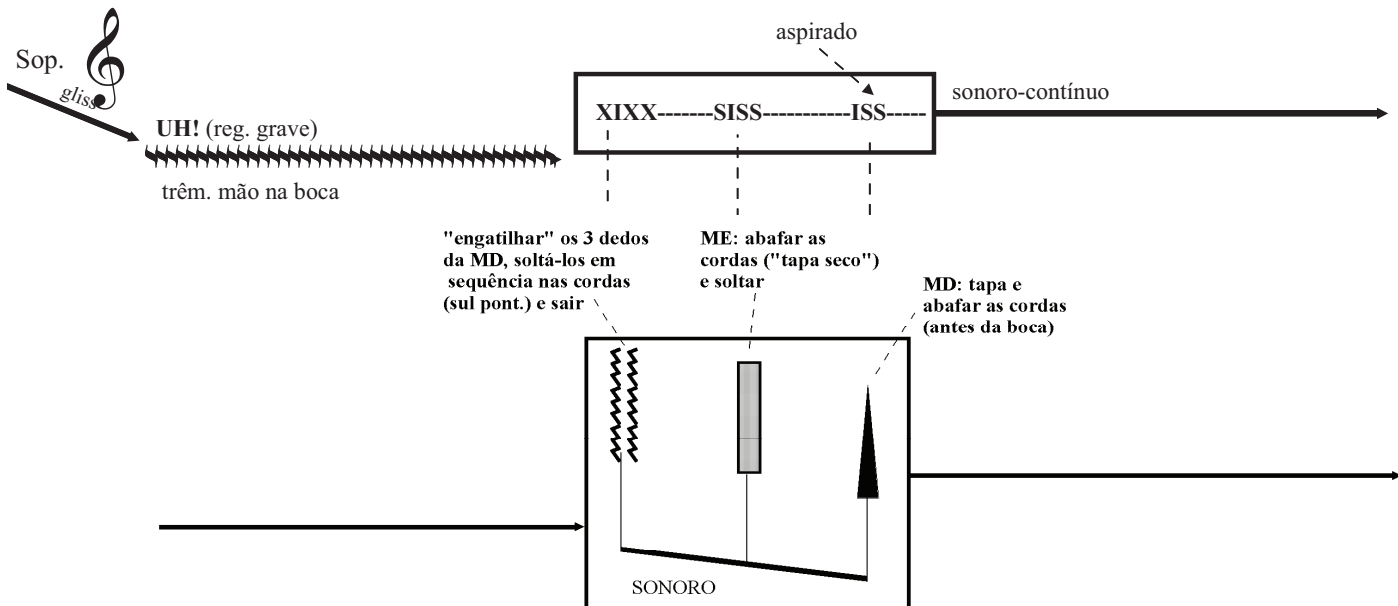 aspirado
Sop.
gliss
sonoro-contínuo
XIXX-------SISS------------ISS-----
UH! (reg. grave)
trêm. mão na boca
"engatilhar" os 3 dedos
da MD, soltá-los em
sequência nas cordas
(sul pont.) e sair
ME: abafar as
cordas ("tapa seco")
e soltar
MD: tapa e
abafar as cordas
(antes da boca)
SONORO